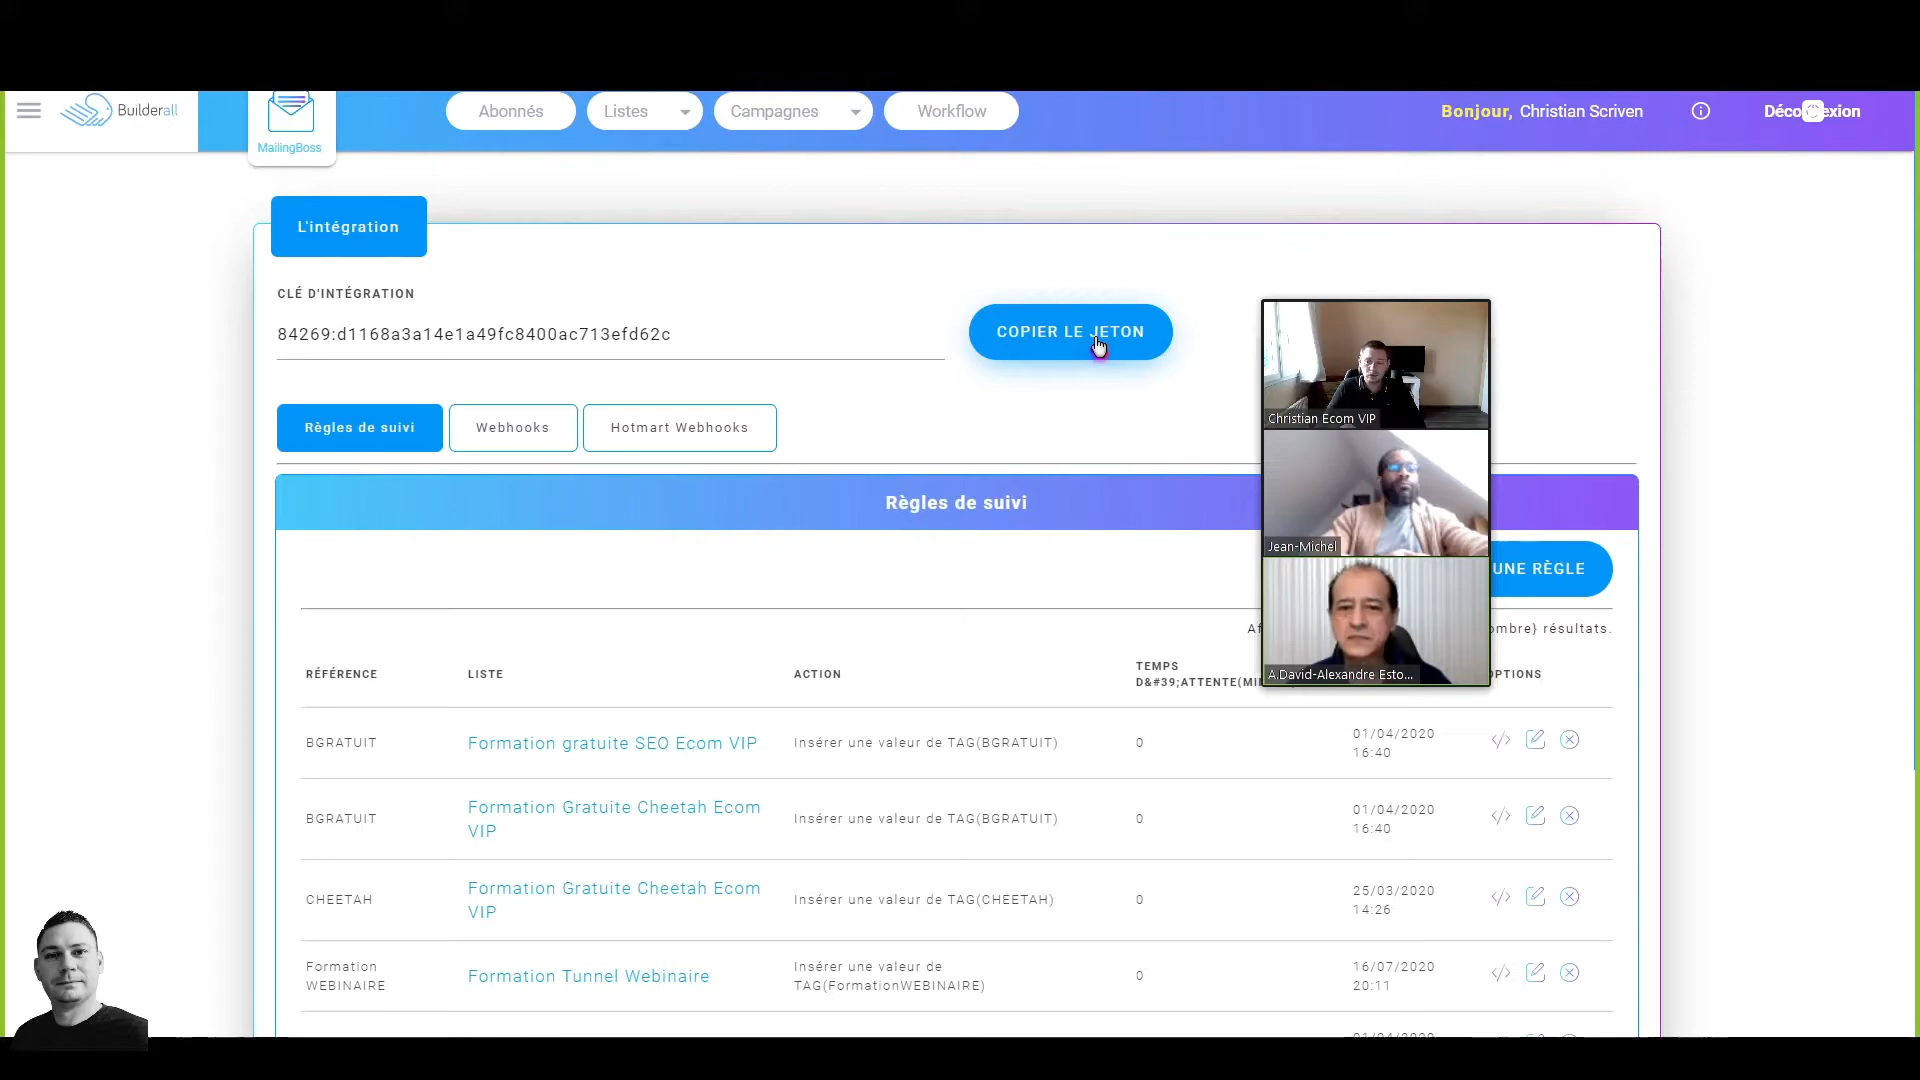 Builderall
MailingBoss
Abonnés
Listes
Campagnes
Workflow
Bonjour, Christian Scriven
Déco exion
L'intégration
CLÉ D'INTÉGRATION
84269:d1168a3a14e1a49fc8400ac713efd62c
COPIER LE JETON
Règles de suivi
Webhooks
Hotmart Webhooks
Règles de suivi
UNE RÈGLE
Af
ombre} résultats.
RÉFÉRENCE
LISTE
ACTION
TEMPS
D&#39;ATTENTE(MI
OPTIONS
BGRATUIT
Formation gratuite SEO Ecom VIP
Insérer une valeur de TAG(BGRATUIT)
0
01/04/2020
16:40
BGRATUIT
Formation Gratuite Cheetah Ecom
VIP
Insérer une valeur de TAG(BGRATUIT)
0
01/04/2020
16:40
CHEETAH
Formation Gratuite Cheetah Ecom
VIP
Insérer une valeur de TAG(CHEETAH)
0
25/03/2020
14:26
Formation
WEBINAIRE
Formation Tunnel Webinaire
Insérer une valeur de
TAG(FormationWEBINAIRE)
0
16/07/2020
20:11
Christian Ecom VIP
Jean-Michel
A.David-Alexandre Esto...